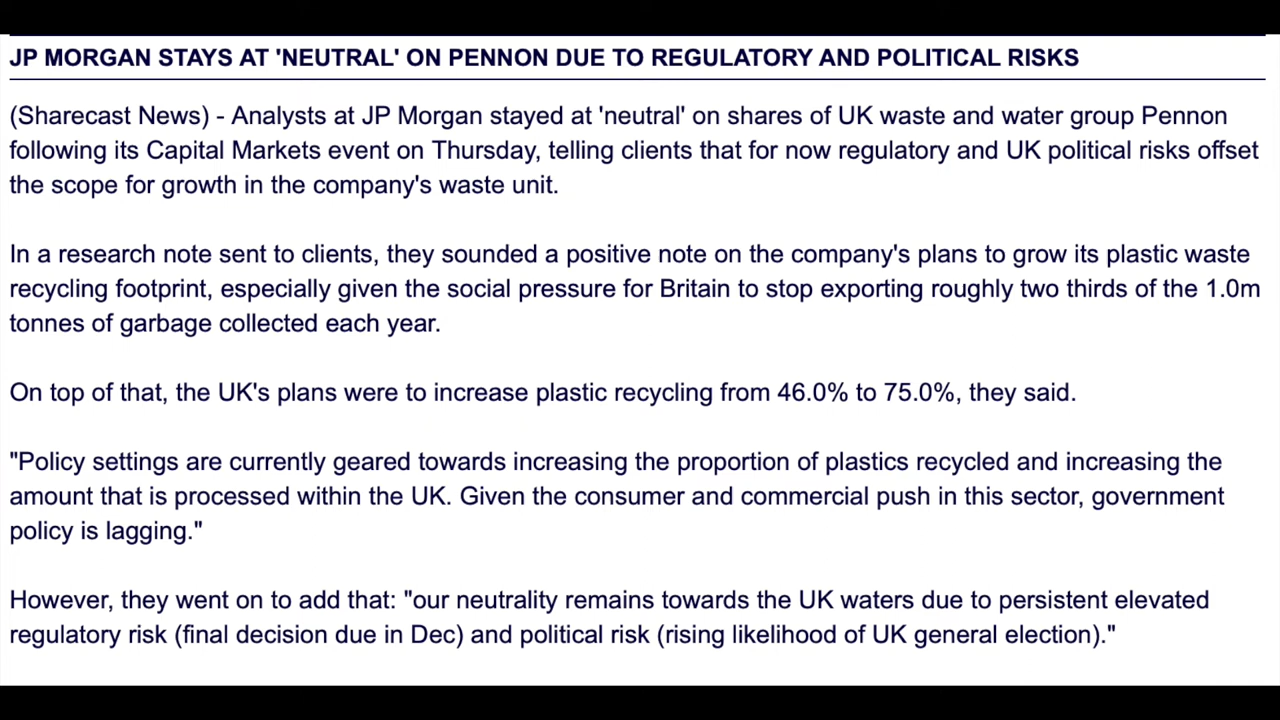 JP MORGAN STAYS AT 'NEUTRAL' ON PENNON DUE TO REGULATORY AND POLITICAL RISKS
(Sharecast News) - Analysts at JP Morgan stayed at 'neutral' on shares of UK waste and water group Pennon
following its Capital Markets event on Thursday, telling clients that for now regulatory and UK political risks offset
the scope for growth in the company's waste unit.
In a research note sent to clients, they sounded a positive note on the company's plans to grow its plastic waste
recycling footprint, especially given the social pressure for Britain to stop exporting roughly two thirds of the 1.0m
tonnes of garbage collected each year.
On top of that, the UK's plans were to increase plastic recycling from 46.0% to 75.0%, they said.
"Policy settings are currently geared towards increasing the proportion of plastics recycled and increasing the
amount that is processed within the UK. Given the consumer and commercial push in this sector, government
policy is lagging."
However, they went on to add that: "our neutrality remains towards the UK waters due to persistent elevated
regulatory risk (final decision due in Dec) and political risk (rising likelihood of UK general election)."